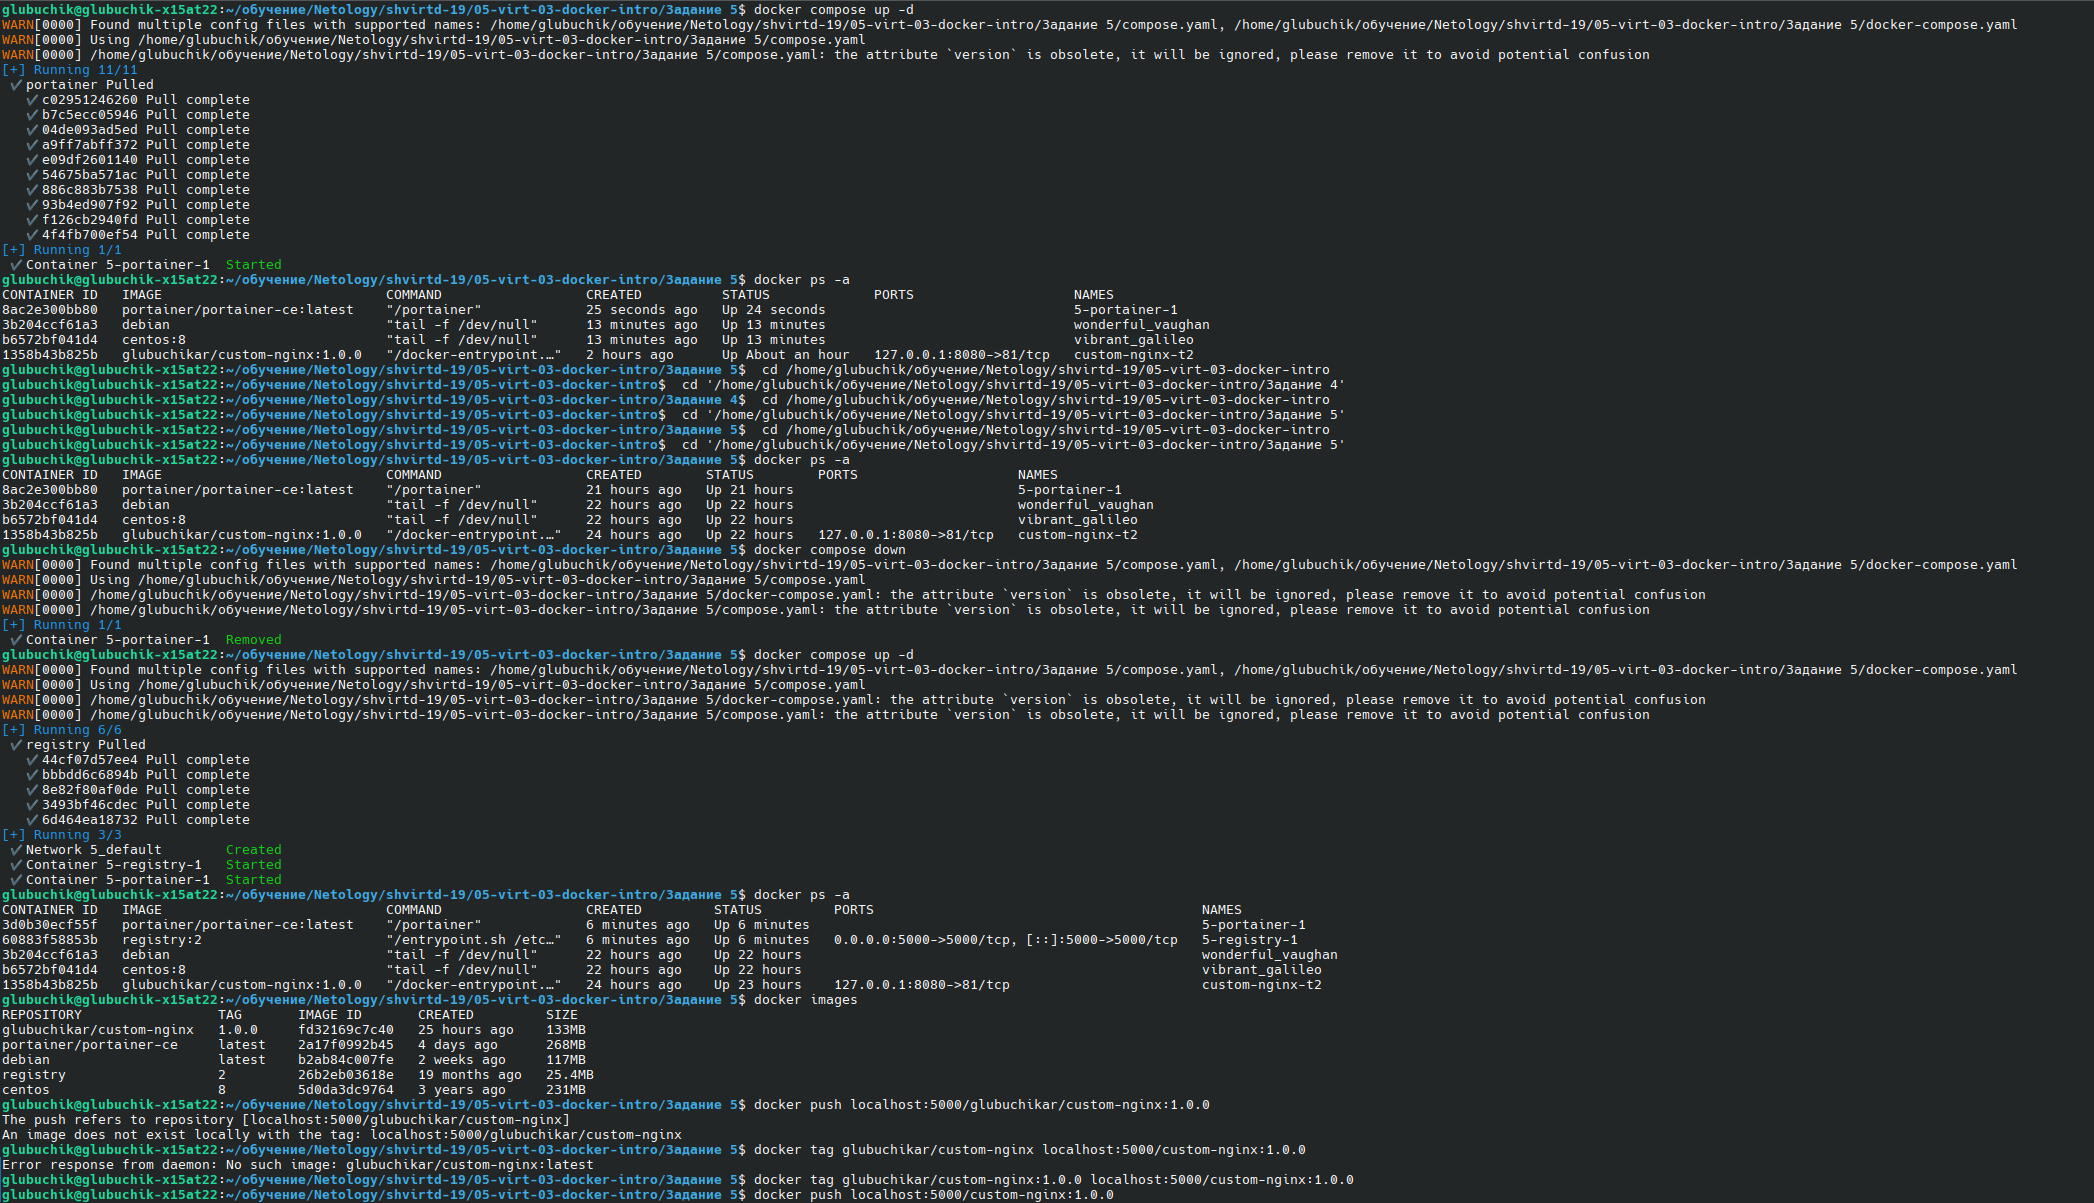 glubuchik@glubuchik-x15at22:~/обучение/Netology/shvirtd-19/05-virt-03-docker-intro/Задание 5$ docker compose up -d
WARN[0000] Found multiple config files with supported names: /home/glubuchik/обучение/Netology/shvirtd-19/05-virt-03-docker-intro/Задание 5/compose.yaml, /home/glubuchik/обучение/Netology/shvirtd-19/05-virt-03-docker-intro/Задание 5/docker-compose.yaml
WARN[0000] Using /home/glubuchik/обучение/Netology/shvirtd-19/05-virt-03-docker-intro/Задание 5/compose.yaml
WARN[0000] /home/glubuchik/обучение/Netology/shvirtd-19/05-virt-03-docker-intro/Задание 5/compose.yaml: the attribute `version` is obsolete, it will be ignored, please remove it to avoid potential confusion
[+] Running 11/11
✔ portainer Pulled
✔ c02951246260 Pull complete
✔ b7c5ecc05946 Pull complete
✔ 04de093ad5ed Pull complete
✔ a9ff7abff372 Pull complete
✔ e09df2601140 Pull complete
✔ 54675ba571ac Pull complete
✔ 886c883b7538 Pull complete
✔ 93b4ed907f92 Pull complete
✔ f126cb2940fd Pull complete
✔ 4f4fb700ef54 Pull complete
[+] Running 1/1
✔ Container 5-portainer-1  Started
glubuchik@glubuchik-x15at22:~/обучение/Netology/shvirtd-19/05-virt-03-docker-intro/Задание 5$ docker ps -a
CONTAINER ID   IMAGE                            COMMAND                  CREATED          STATUS             PORTS                    NAMES
8ac2e300bb80   portainer/portainer-ce:latest    "/portainer"             25 seconds ago   Up 24 seconds                               5-portainer-1
3b204ccf61a3   debian                           "tail -f /dev/null"      13 minutes ago   Up 13 minutes                               wonderful_vaughan
b6572bf041d4   centos:8                         "tail -f /dev/null"      13 minutes ago   Up 13 minutes                               vibrant_galileo
1358b43b825b   glubuchikar/custom-nginx:1.0.0   "/docker-entrypoint.…"   2 hours ago      Up About an hour   127.0.0.1:8080->81/tcp   custom-nginx-t2
glubuchik@glubuchik-x15at22:~/обучение/Netology/shvirtd-19/05-virt-03-docker-intro/Задание 5$  cd /home/glubuchik/обучение/Netology/shvirtd-19/05-virt-03-docker-intro
glubuchik@glubuchik-x15at22:~/обучение/Netology/shvirtd-19/05-virt-03-docker-intro$  cd '/home/glubuchik/обучение/Netology/shvirtd-19/05-virt-03-docker-intro/Задание 4'
glubuchik@glubuchik-x15at22:~/обучение/Netology/shvirtd-19/05-virt-03-docker-intro/Задание 4$  cd /home/glubuchik/обучение/Netology/shvirtd-19/05-virt-03-docker-intro
glubuchik@glubuchik-x15at22:~/обучение/Netology/shvirtd-19/05-virt-03-docker-intro$  cd '/home/glubuchik/обучение/Netology/shvirtd-19/05-virt-03-docker-intro/Задание 5'
glubuchik@glubuchik-x15at22:~/обучение/Netology/shvirtd-19/05-virt-03-docker-intro/Задание 5$  cd /home/glubuchik/обучение/Netology/shvirtd-19/05-virt-03-docker-intro
glubuchik@glubuchik-x15at22:~/обучение/Netology/shvirtd-19/05-virt-03-docker-intro$  cd '/home/glubuchik/обучение/Netology/shvirtd-19/05-virt-03-docker-intro/Задание 5'
glubuchik@glubuchik-x15at22:~/обучение/Netology/shvirtd-19/05-virt-03-docker-intro/Задание 5$ docker ps -a
CONTAINER ID   IMAGE                            COMMAND                  CREATED        STATUS        PORTS                    NAMES
8ac2e300bb80   portainer/portainer-ce:latest    "/portainer"             21 hours ago   Up 21 hours                            5-portainer-1
3b204ccf61a3   debian                           "tail -f /dev/null"      22 hours ago   Up 22 hours                            wonderful_vaughan
b6572bf041d4   centos:8                         "tail -f /dev/null"      22 hours ago   Up 22 hours                            vibrant_galileo
1358b43b825b   glubuchikar/custom-nginx:1.0.0   "/docker-entrypoint.…"   24 hours ago   Up 22 hours   127.0.0.1:8080->81/tcp   custom-nginx-t2
glubuchik@glubuchik-x15at22:~/обучение/Netology/shvirtd-19/05-virt-03-docker-intro/Задание 5$ docker compose down
WARN[0000] Found multiple config files with supported names: /home/glubuchik/обучение/Netology/shvirtd-19/05-virt-03-docker-intro/Задание 5/compose.yaml, /home/glubuchik/обучение/Netology/shvirtd-19/05-virt-03-docker-intro/Задание 5/docker-compose.yaml
WARN[0000] Using /home/glubuchik/обучение/Netology/shvirtd-19/05-virt-03-docker-intro/Задание 5/compose.yaml
WARN[0000] /home/glubuchik/обучение/Netology/shvirtd-19/05-virt-03-docker-intro/Задание 5/docker-compose.yaml: the attribute `version` is obsolete, it will be ignored, please remove it to avoid potential confusion
WARN[0000] /home/glubuchik/обучение/Netology/shvirtd-19/05-virt-03-docker-intro/Задание 5/compose.yaml: the attribute `version` is obsolete, it will be ignored, please remove it to avoid potential confusion
[+] Running 1/1
✔ Container 5-portainer-1  Removed
glubuchik@glubuchik-x15at22:~/обучение/Netology/shvirtd-19/05-virt-03-docker-intro/Задание 5$ docker compose up -d
WARN[0000] Found multiple config files with supported names: /home/glubuchik/обучение/Netology/shvirtd-19/05-virt-03-docker-intro/Задание 5/compose.yaml, /home/glubuchik/обучение/Netology/shvirtd-19/05-virt-03-docker-intro/Задание 5/docker-compose.yaml
WARN[0000] Using /home/glubuchik/обучение/Netology/shvirtd-19/05-virt-03-docker-intro/Задание 5/compose.yaml
WARN[0000] /home/glubuchik/обучение/Netology/shvirtd-19/05-virt-03-docker-intro/Задание 5/docker-compose.yaml: the attribute `version` is obsolete, it will be ignored, please remove it to avoid potential confusion
WARN[0000] /home/glubuchik/обучение/Netology/shvirtd-19/05-virt-03-docker-intro/Задание 5/compose.yaml: the attribute `version` is obsolete, it will be ignored, please remove it to avoid potential confusion
[+] Running 6/6
✔ registry Pulled
✔ 44cf07d57ee4 Pull complete
✔ bbbdd6c6894b Pull complete
✔ 8e82f80af0de Pull complete
✔ 3493bf46cdec Pull complete
✔ 6d464ea18732 Pull complete
[+] Running 3/3
✔ Network 5_default        Created
✔ Container 5-registry-1   Started
✔ Container 5-portainer-1  Started
glubuchik@glubuchik-x15at22:~/обучение/Netology/shvirtd-19/05-virt-03-docker-intro/Задание 5$ docker ps -a
CONTAINER ID   IMAGE                            COMMAND                  CREATED         STATUS         PORTS                                         NAMES
3d0b30ecf55f   portainer/portainer-ce:latest    "/portainer"             6 minutes ago   Up 6 minutes                                                 5-portainer-1
60883f58853b   registry:2                       "/entrypoint.sh /etc…"   6 minutes ago   Up 6 minutes   0.0.0.0:5000->5000/tcp, [::]:5000->5000/tcp   5-registry-1
3b204ccf61a3   debian                           "tail -f /dev/null"      22 hours ago    Up 22 hours                                                  wonderful_vaughan
b6572bf041d4   centos:8                         "tail -f /dev/null"      22 hours ago    Up 22 hours                                                  vibrant_galileo
1358b43b825b   glubuchikar/custom-nginx:1.0.0   "/docker-entrypoint.…"   24 hours ago    Up 23 hours    127.0.0.1:8080->81/tcp                        custom-nginx-t2
glubuchik@glubuchik-x15at22:~/обучение/Netology/shvirtd-19/05-virt-03-docker-intro/Задание 5$ docker images
REPOSITORY                 TAG       IMAGE ID       CREATED         SIZE
glubuchikar/custom-nginx   1.0.0     fd32169c7c40   25 hours ago    133MB
portainer/portainer-ce     latest    2a17f0992b45   4 days ago      268MB
debian                     latest    b2ab84c007fe   2 weeks ago     117MB
registry                   2         26b2eb03618e   19 months ago   25.4MB
centos                     8         5d0da3dc9764   3 years ago     231MB
glubuchik@glubuchik-x15at22:~/обучение/Netology/shvirtd-19/05-virt-03-docker-intro/Задание 5$ docker push localhost:5000/glubuchikar/custom-nginx:1.0.0
The push refers to repository [localhost:5000/glubuchikar/custom-nginx]
An image does not exist locally with the tag: localhost:5000/glubuchikar/custom-nginx
glubuchik@glubuchik-x15at22:~/обучение/Netology/shvirtd-19/05-virt-03-docker-intro/Задание 5$ docker tag glubuchikar/custom-nginx localhost:5000/custom-nginx:1.0.0
Error response from daemon: No such image: glubuchikar/custom-nginx:latest
glubuchik@glubuchik-x15at22:~/обучение/Netology/shvirtd-19/05-virt-03-docker-intro/Задание 5$ docker tag glubuchikar/custom-nginx:1.0.0 localhost:5000/custom-nginx:1.0.0
glubuchik@glubuchik-x15at22:~/обучение/Netology/shvirtd-19/05-virt-03-docker-intro/Задание 5$ docker push localhost:5000/custom-nginx:1.0.0